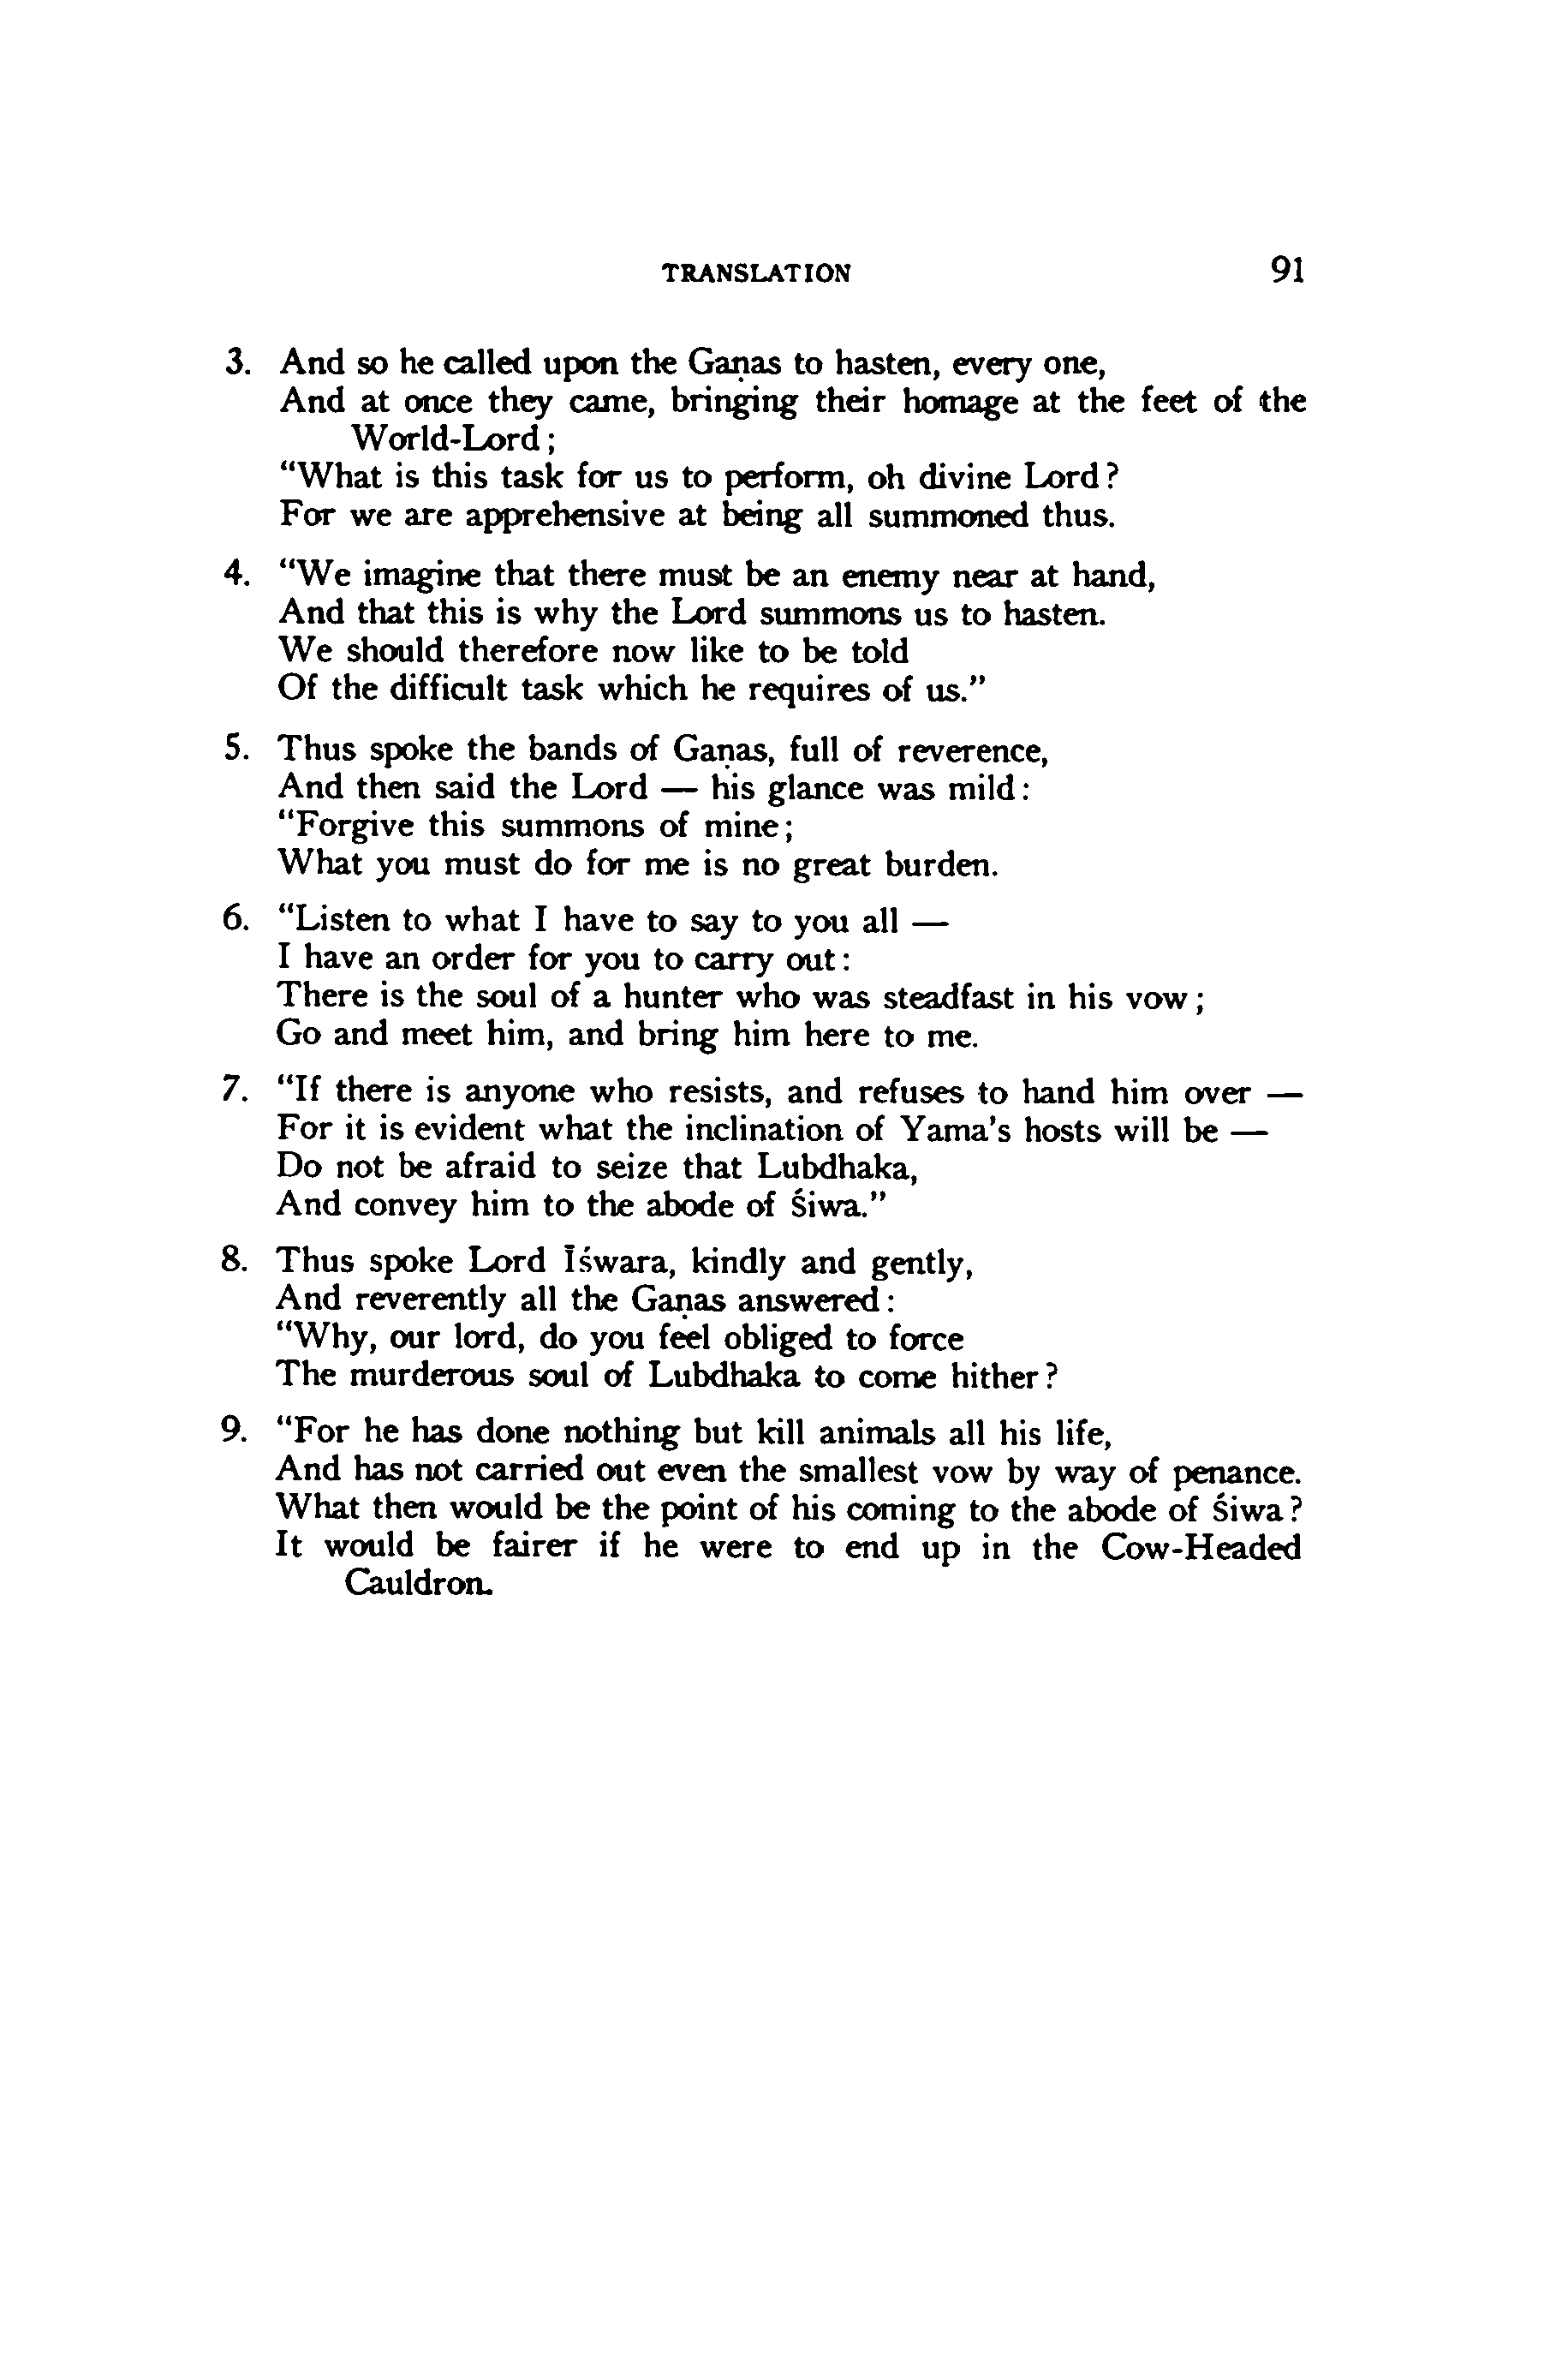 TRANSLATION 91
3. And so he called upon the Gaṇas to hasten, every one,
And at once they came, bringing their homage at the feet of the
World-Lord;
“What is this task for us to perform, oh divine Lord?
For we are apprehensive at being all summoned thus.
4. “We imagine that there must be an enemy near at hand,
And that this is why the Lord summons us to hasten.
We should therefore now like to be told
Of the difficult task which he requires of us.”
5. Thus spoke the bands of Gaṇas, full of reverence,
And then said the Lord — his glance was mild:
“Forgive this summons of mine;
What you must do for me is no great burden.
6. “Listen to what I have to say to you all —
I have an order for you to carry out:
There is the soul of a hunter who was steadfast in his vow;
Go and meet him, and bring him here to me.
7. “If there is anyone who resists, and refuses to hand him over —
For it is evident what the inclination of Yama’s hosts will be —
Do not be afraid to seize that Lubdhaka,
And convey him to the abode of śiwa.”
8. Thus spoke Lord Īśwara, kindly and gently,
And reverently all the Gaṇas answered:
“Why, our lord, do you feel obliged to force
The murderous soul of Lubdhaka to come hither?
9. “For he has done nothing but kill animals all his life,
And has not carried out even the smallest vow by way of penance.
What then would be the point of his coming to the abode of śiwa?
It would be fairer if he were to end up in the Cow-Headed
Cauldron.